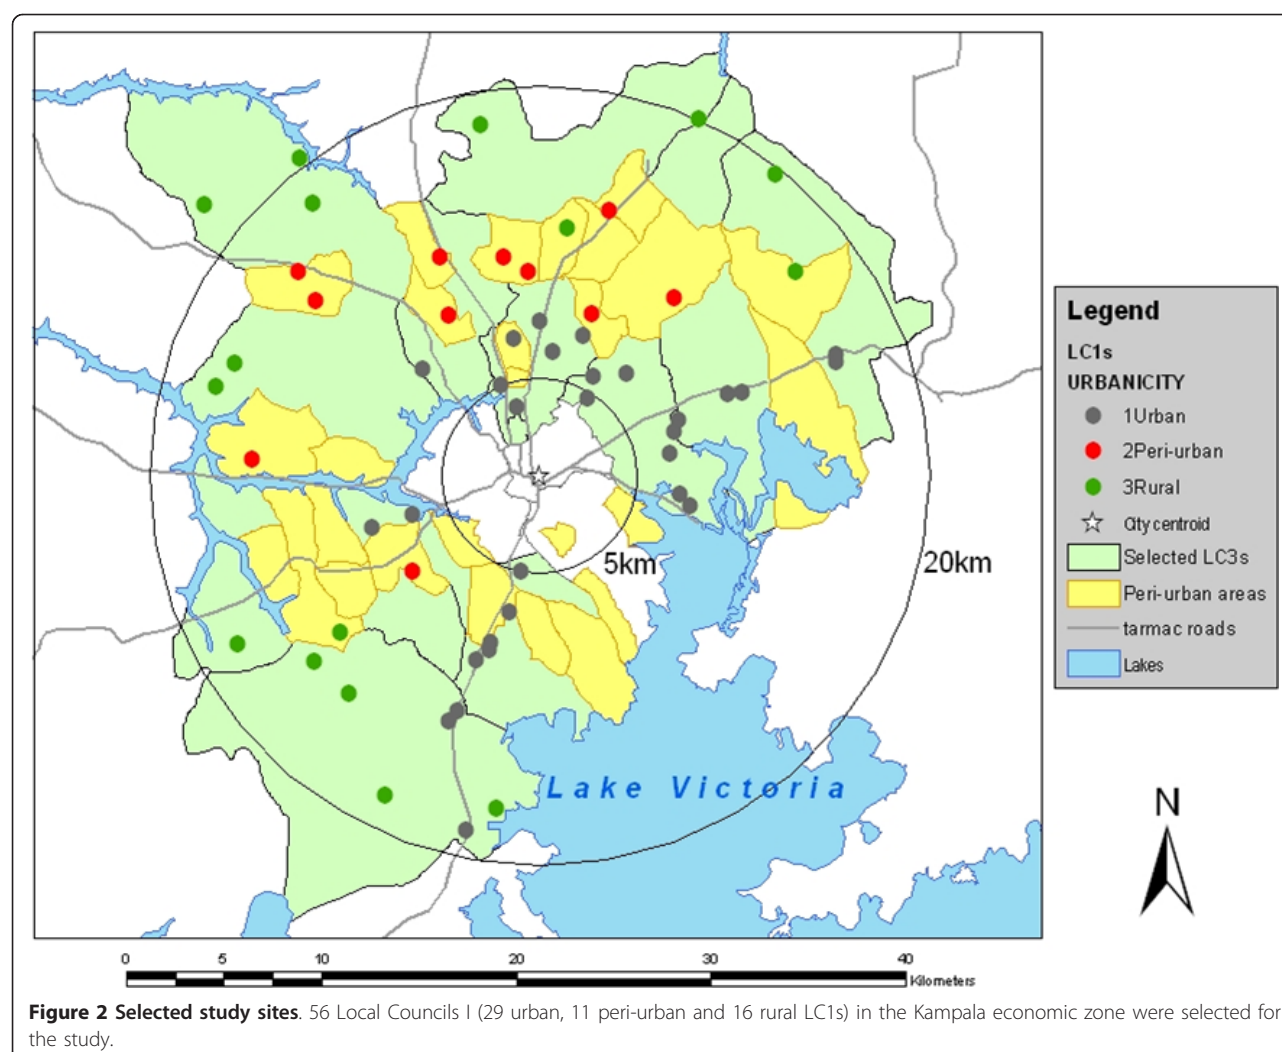 5km
20km
Lake Victoria
Legend
LC1s
URBANICITY
1Urban
2Peri-urban
3Rural
City centroid
Selected LC3s
Peri-urban areas
tarmac roads
Lakes
N
0 5 10 20 30 40
Kilometers
Figure 2 Selected study sites. 56 Local Councils I (29 urban, 11 peri-urban and 16 rural LC1s) in the Kampala economic zone were selected for
the study.